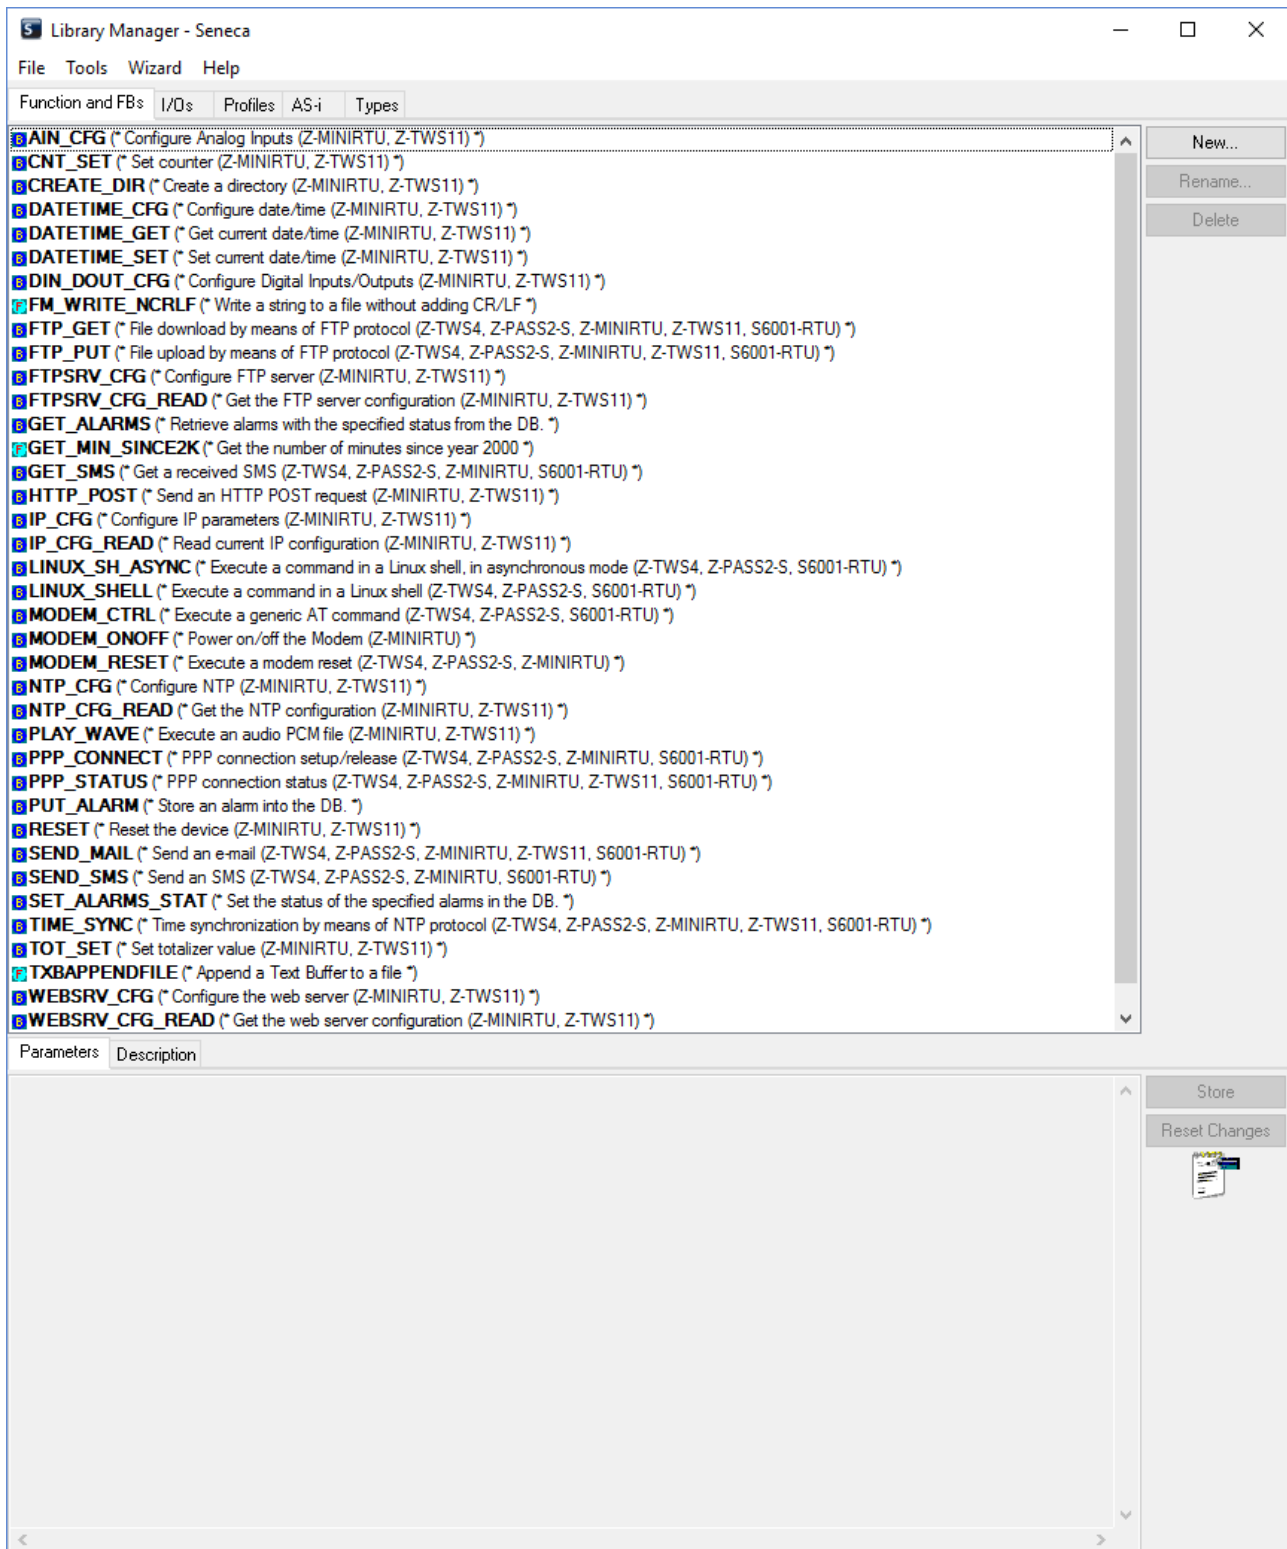 Library Manager - Seneca
File Tools Wizard Help
Function and FBs I/Os Profiles AS-i Types
AIN_CFG (* Configure Analog Inputs (Z-MINIRTU, Z-TWS11) *)
CNT_SET (* Set counter (Z-MINIRTU, Z-TWS11) *)
CREATE_DIR (* Create a directory (Z-MINIRTU, Z-TWS11) *)
DATETIME_CFG (* Configure date/time (Z-MINIRTU, Z-TWS11) *)
DATETIME_GET (* Get current date/time (Z-MINIRTU, Z-TWS11) *)
DATETIME_SET (* Set current date/time (Z-MINIRTU, Z-TWS11) *)
DIN_DOUT_CFG (* Configure Digital Inputs/Outputs (Z-MINIRTU, Z-TWS11) *)
FM_WRITE_NCRLF (* Write a string to a file without adding CR/LF *)
FTP_GET (* File download by means of FTP protocol (Z-TWS4, Z-PASS2-S, Z-MINIRTU, Z-TWS11, S6001-RTU) *)
FTP_PUT (* File upload by means of FTP protocol (Z-TWS4, Z-PASS2-S, Z-MINIRTU, Z-TWS11, S6001-RTU) *)
FTPSRV_CFG (* Configure FTP server (Z-MINIRTU, Z-TWS11) *)
FTPSRV_CFG_READ (* Get the FTP server configuration (Z-MINIRTU, Z-TWS11) *)
GET_ALARMS (* Retrieve alarms with the specified status from the DB. *)
GET_MIN_SINCE2K (* Get the number of minutes since year 2000 *)
GET_SMS (* Get a received SMS (Z-TWS4, Z-PASS2-S, Z-MINIRTU, S6001-RTU) *)
HTTP_POST (* Send an HTTP POST request (Z-MINIRTU, Z-TWS11) *)
IP_CFG (* Configure IP parameters (Z-MINIRTU, Z-TWS11) *)
IP_CFG_READ (* Read current IP configuration (Z-MINIRTU, Z-TWS11) *)
LINUX_SH_ASYNC (* Execute a command in a Linux shell, in asynchronous mode (Z-TWS4, Z-PASS2-S, S6001-RTU) *)
LINUX_SHELL (* Execute a command in a Linux shell (Z-TWS4, Z-PASS2-S, S6001-RTU) *)
MODEM_CTRL (* Execute a generic AT command (Z-TWS4, Z-PASS2-S, S6001-RTU) *)
MODEM_ONOFF (* Power on/off the Modem (Z-MINIRTU) *)
MODEM_RESET (* Execute a modem reset (Z-TWS4, Z-PASS2-S, Z-MINIRTU) *)
NTP_CFG (* Configure NTP (Z-MINIRTU, Z-TWS11) *)
NTP_CFG_READ (* Get the NTP configuration (Z-MINIRTU, Z-TWS11) *)
PLAY_WAVE (* Execute an audio PCM file (Z-MINIRTU, Z-TWS11) *)
PPP_CONNECT (* PPP connection setup/release (Z-TWS4, Z-PASS2-S, Z-MINIRTU, S6001-RTU) *)
PPP_STATUS (* PPP connection status (Z-TWS4, Z-PASS2-S, Z-MINIRTU, Z-TWS11, S6001-RTU) *)
PUT_ALARM (* Store an alarm into the DB. *)
RESET (* Reset the device (Z-MINIRTU, Z-TWS11) *)
SEND_MAIL (* Send an e-mail (Z-TWS4, Z-PASS2-S, Z-MINIRTU, Z-TWS11, S6001-RTU) *)
SEND_SMS (* Send an SMS (Z-TWS4, Z-PASS2-S, Z-MINIRTU, S6001-RTU) *)
SET_ALARMS_STAT (* Set the status of the specified alarms in the DB. *)
TIME_SYNC (* Time synchronization by means of NTP protocol (Z-TWS4, Z-PASS2-S, Z-MINIRTU, Z-TWS11, S6001-RTU) *)
TOT_SET (* Set totalizer value (Z-MINIRTU, Z-TWS11) *)
TXBAPPENDFILE (* Append a Text Buffer to a file *)
WEBSRV_CFG (* Configure the web server (Z-MINIRTU, Z-TWS11) *)
WEBSRV_CFG_READ (* Get the web server configuration (Z-MINIRTU, Z-TWS11) *)
New...
Rename...
Delete
Parameters Description
Store
Reset Changes